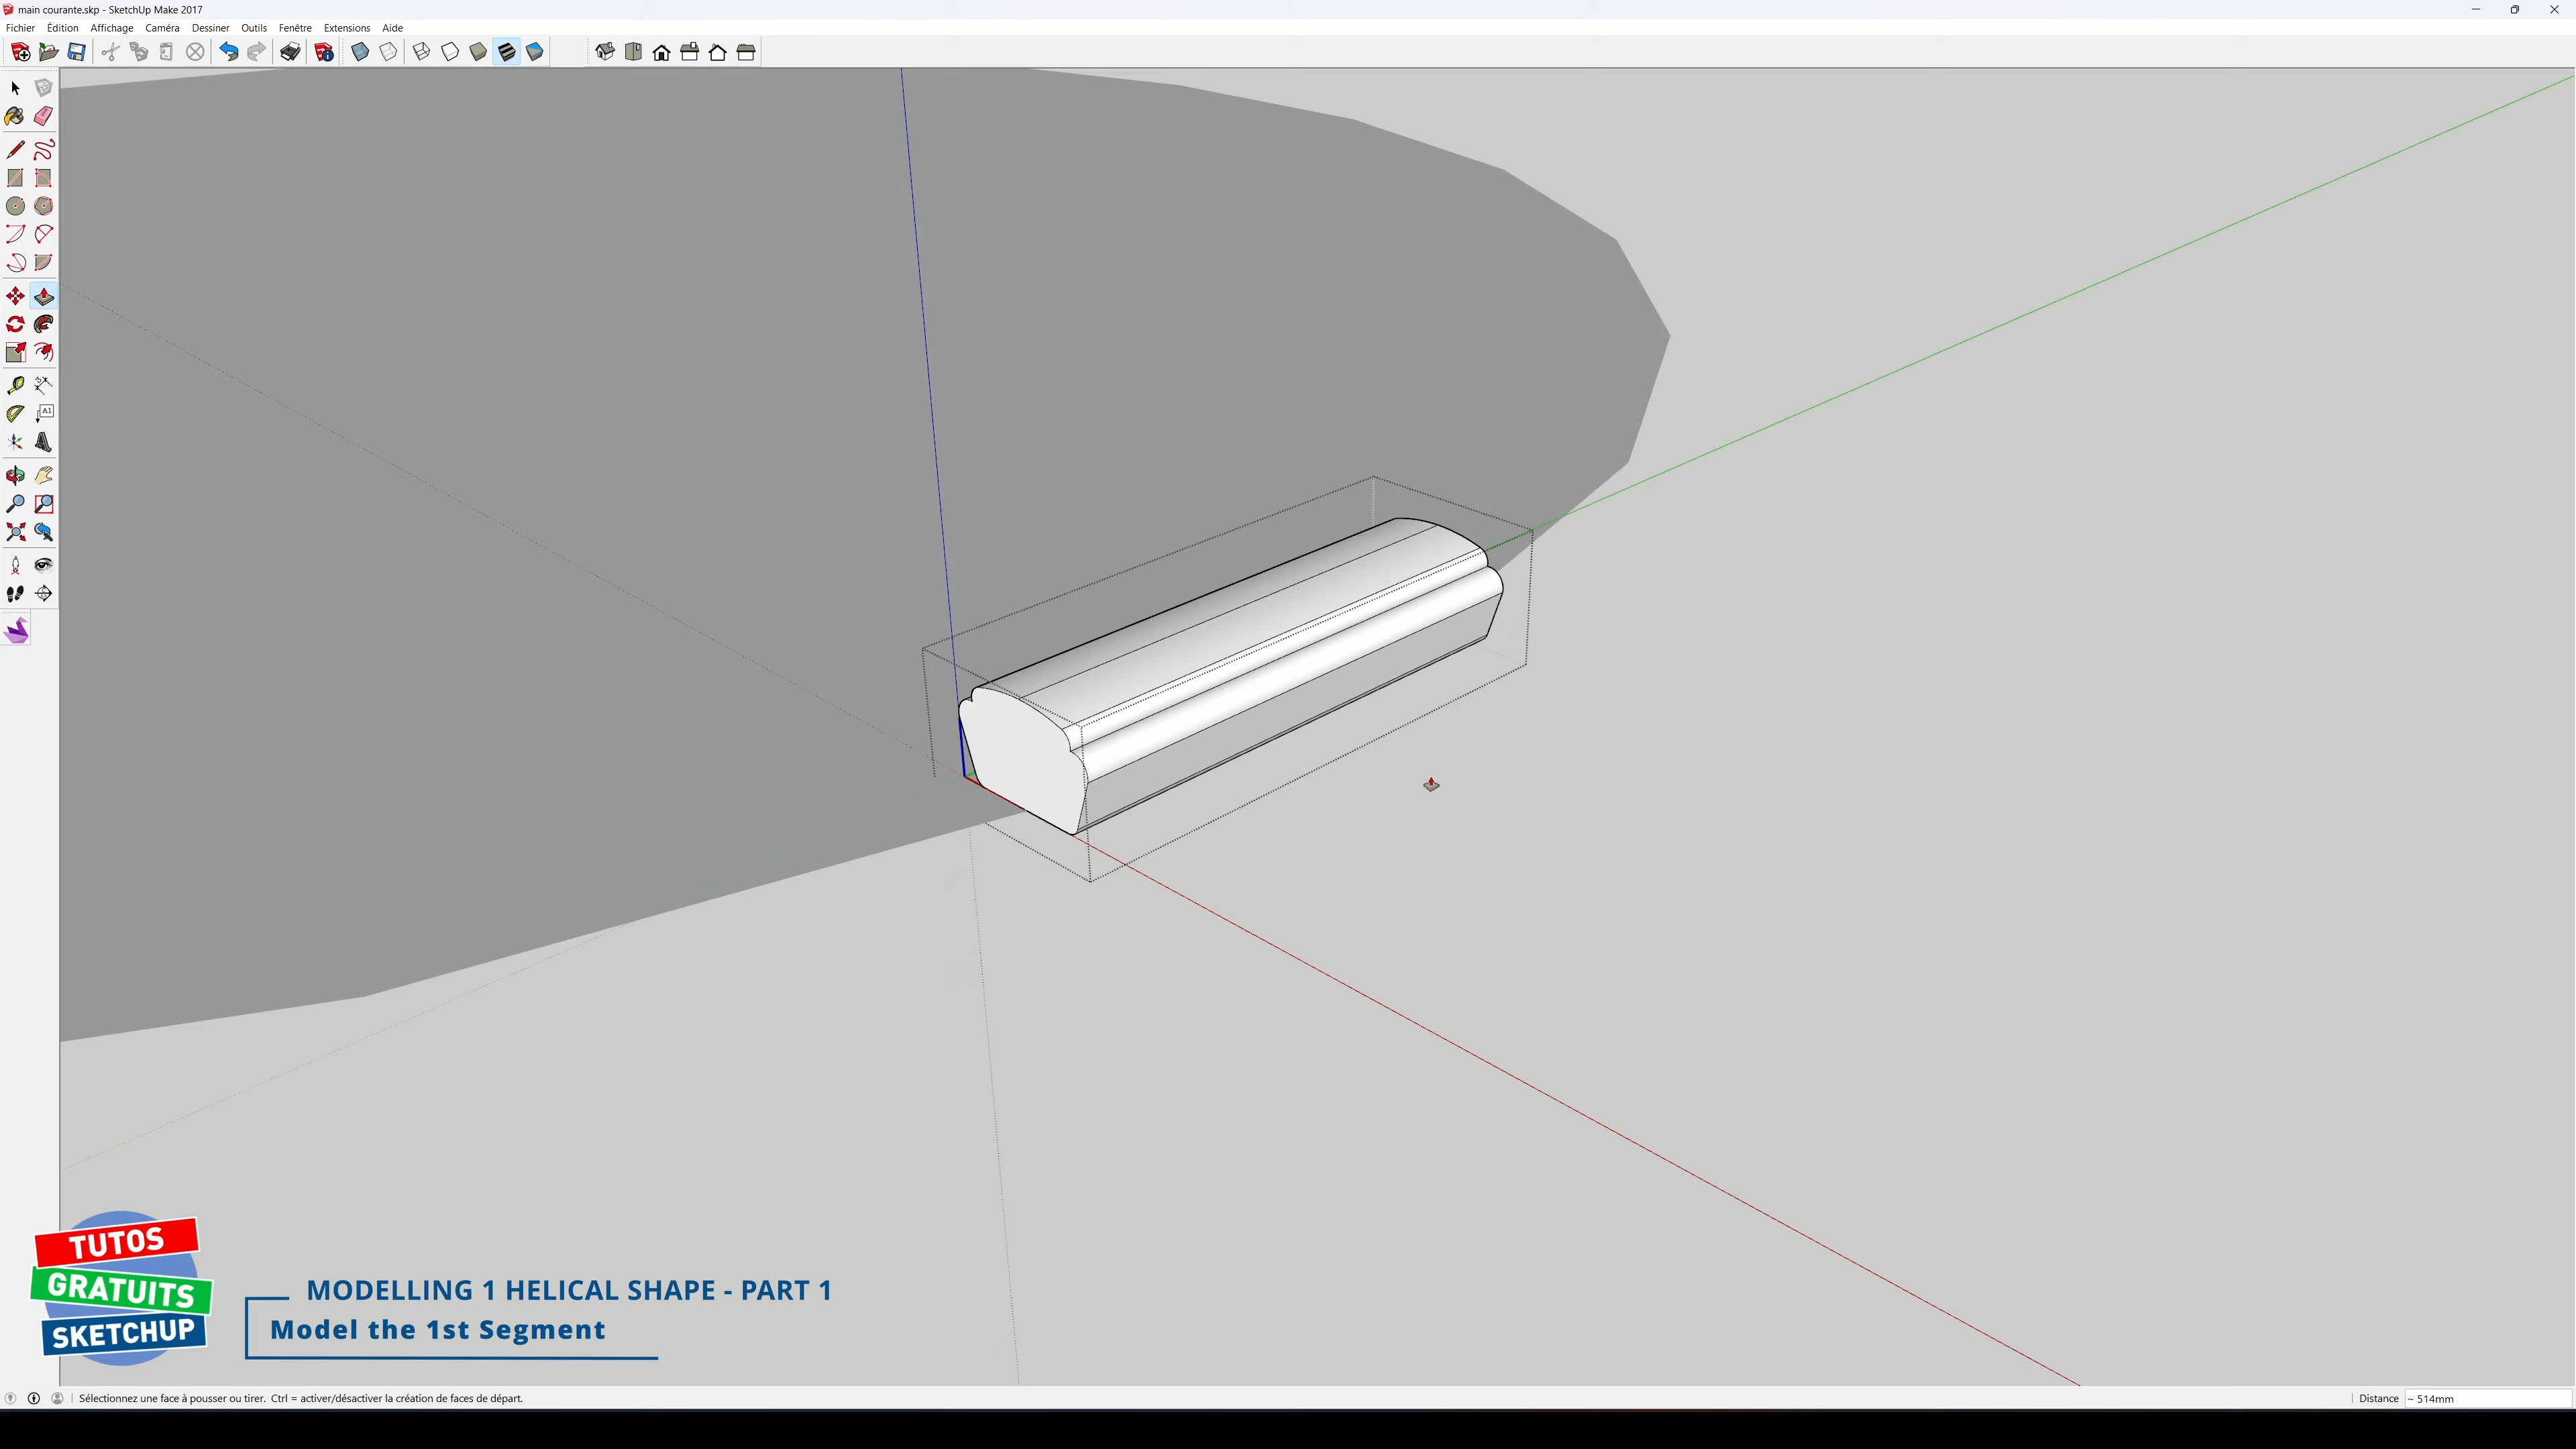 main courante.skp - SketchUp Make 2017
Fichier Édition Affichage Caméra Dessiner Outils Fenêtre Extensions Aide
A1
TUTOS
GRATUITS
SKETCHUP
MODELLING 1 HELICAL SHAPE - PART 1
Model the 1st Segment
Sélectionnez une face à pousser ou tirer. Ctrl = activer/désactiver la création de faces de départ.
Distance ~ 514mm